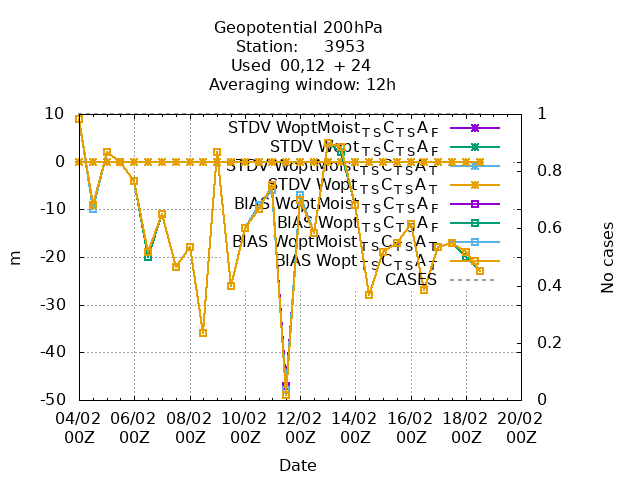 Geopotential 200hPa
Station: 3953
Used 00,12 + 24
Averaging window: 12h
10
0
-10
-20
-30
-40
-50
1
0.8
0.6
0.4
0.2
0
m
No cases
STDV WoptMoist_TS C_TS A_F
STDV Wopt_TS C_TS A_F
STDV WoptMoist_TS C_TS A_T
STDV Wopt_TS C_TS A_T
BIAS WoptMoist_TS C_TS A_F
BIAS Wopt_TS C_TS A_F
BIAS WoptMoist_TS C_TS A_T
BIAS Wopt_TS C_TS A_T
CASES
04/02 06/02 08/02 10/02 12/02 14/02 16/02 18/02 20/02
00Z 00Z 00Z 00Z 00Z 00Z 00Z 00Z 00Z
Date